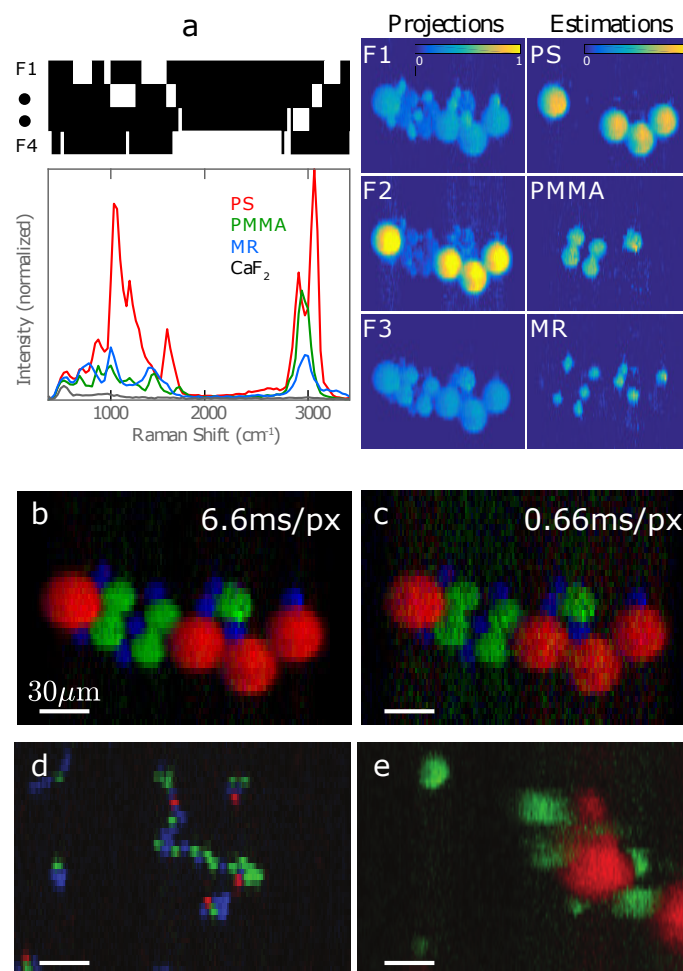 a
F1
F4
PS
PMMA
MR
CaF2
Intensity (normalized)
1000 2000 3000
Raman Shift (cm-1)
Projections Estimations
F1 0 1 PS 0
F2 PMMA
F3 MR
b 6.6ms/px
c 0.66ms/px
30μm
d e